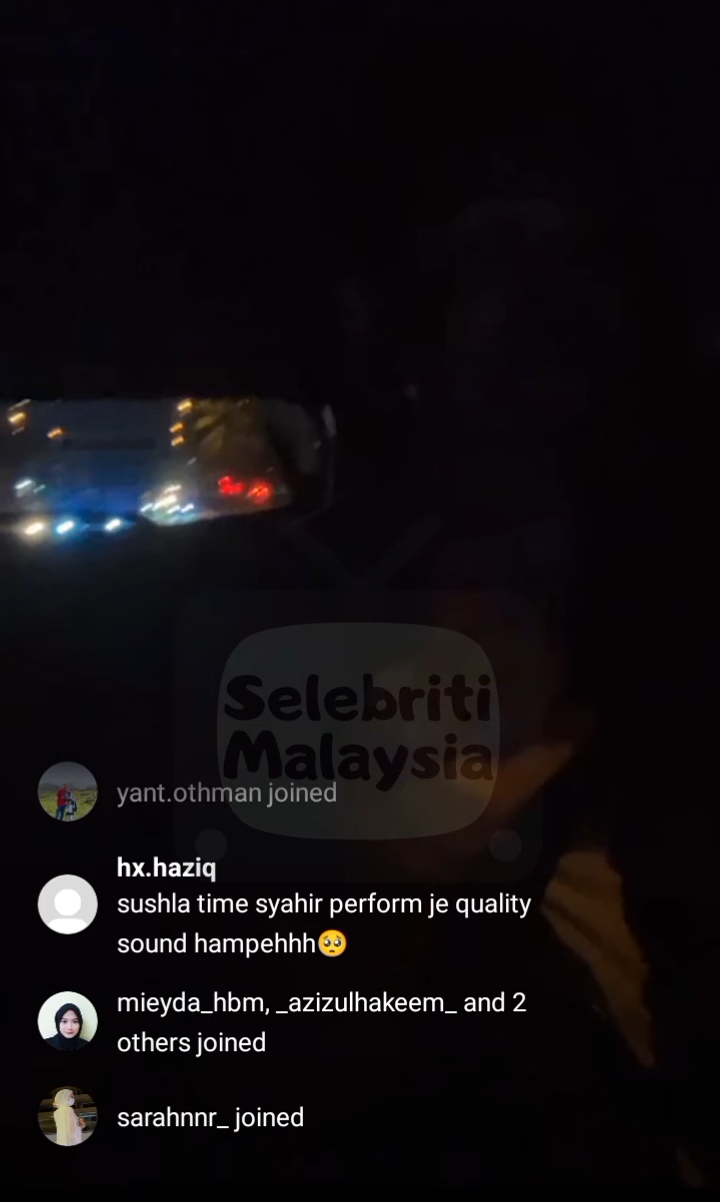 Selebriti
Malaysia
yant.othman joined
hx.haziq
sushla time syahir perform je quality
sound hampehhh🥺
mieyda_hbm, _azizulhakeem_ and 2
others joined
sarahnnr_ joined